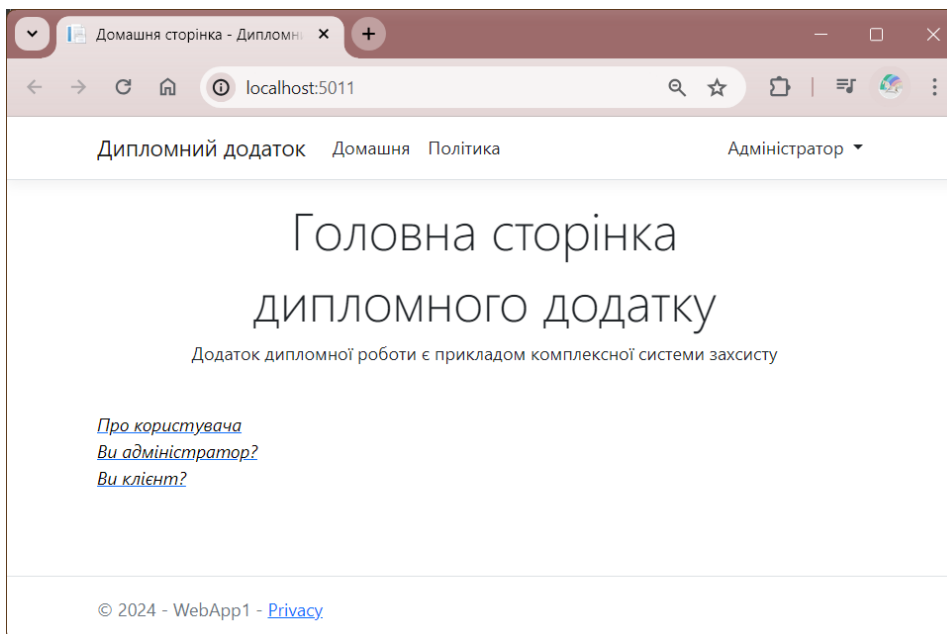 Домашня сторінка - Дипломн
localhost:5011
Дипломний додаток Домашня Політика Адміністратор
Головна сторінка
дипломного додатку
Додаток дипломної роботи є прикладом комплексної системи захсисту
Про користувача
Ви адміністратор?
Ви клієнт?
© 2024 - WebApp1 - Privacy